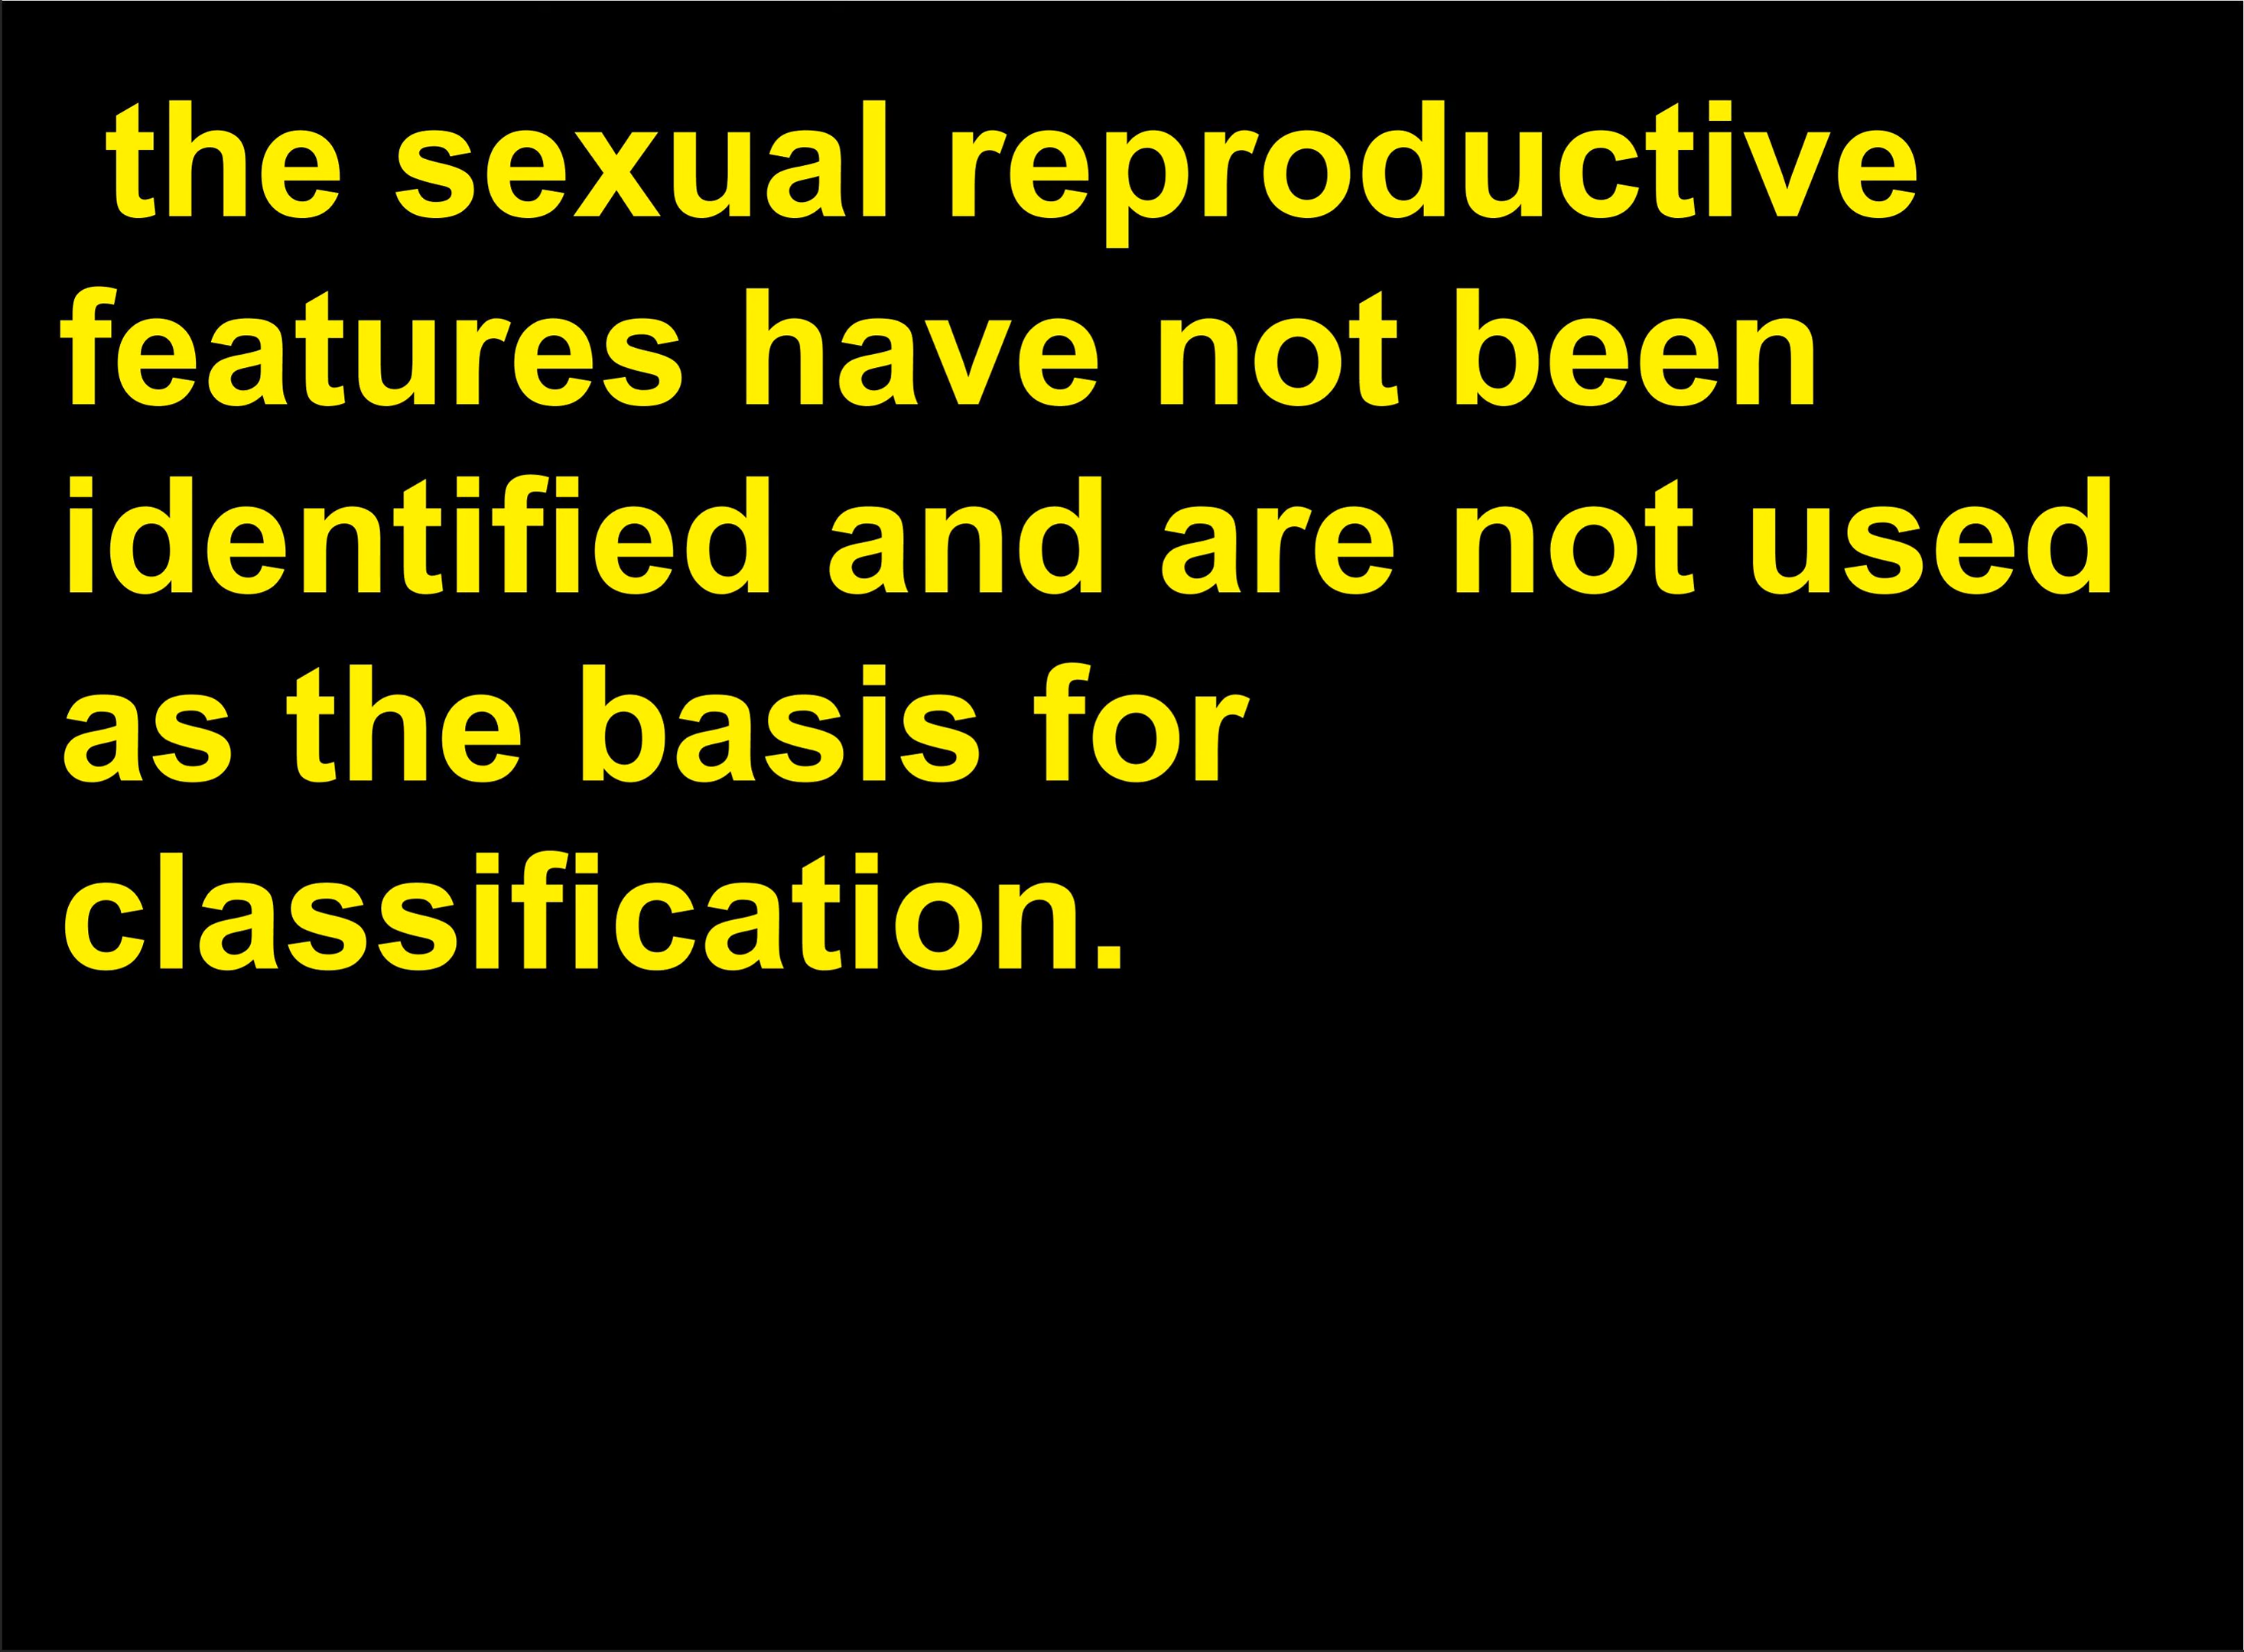 the sexual reproductive
features have not been
identified and are not used
as the basis for
classification.